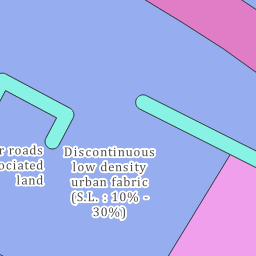 r roads
ociated
land
Discontinuous
low density
urban fabric
(S.L. : 10% -
30%)